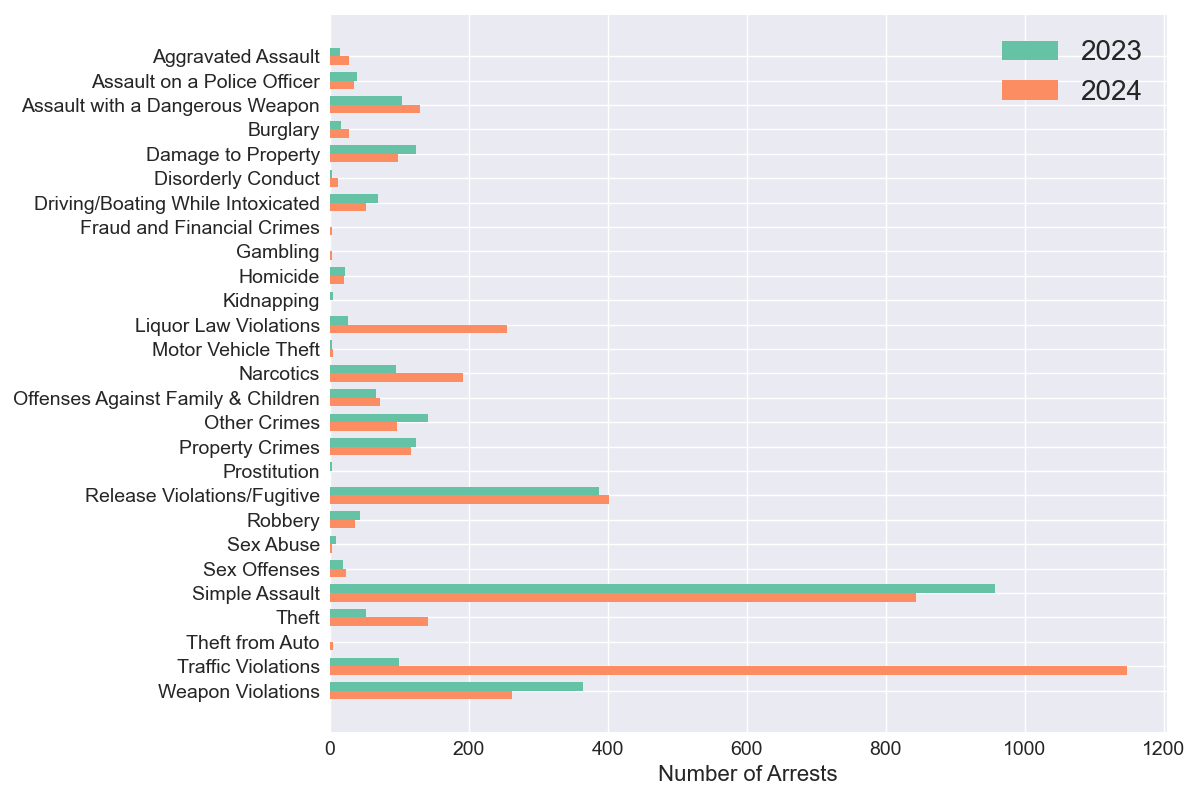 2023
2024
Aggravated Assault
Assault on a Police Officer
Assault with a Dangerous Weapon
Burglary
Damage to Property
Disorderly Conduct
Driving/Boating While Intoxicated
Fraud and Financial Crimes
Gambling
Homicide
Kidnapping
Liquor Law Violations
Motor Vehicle Theft
Narcotics
Offenses Against Family & Children
Other Crimes
Property Crimes
Prostitution
Release Violations/Fugitive
Robbery
Sex Abuse
Sex Offenses
Simple Assault
Theft
Theft from Auto
Traffic Violations
Weapon Violations
0 200 400 600 800 1000 1200
Number of Arrests